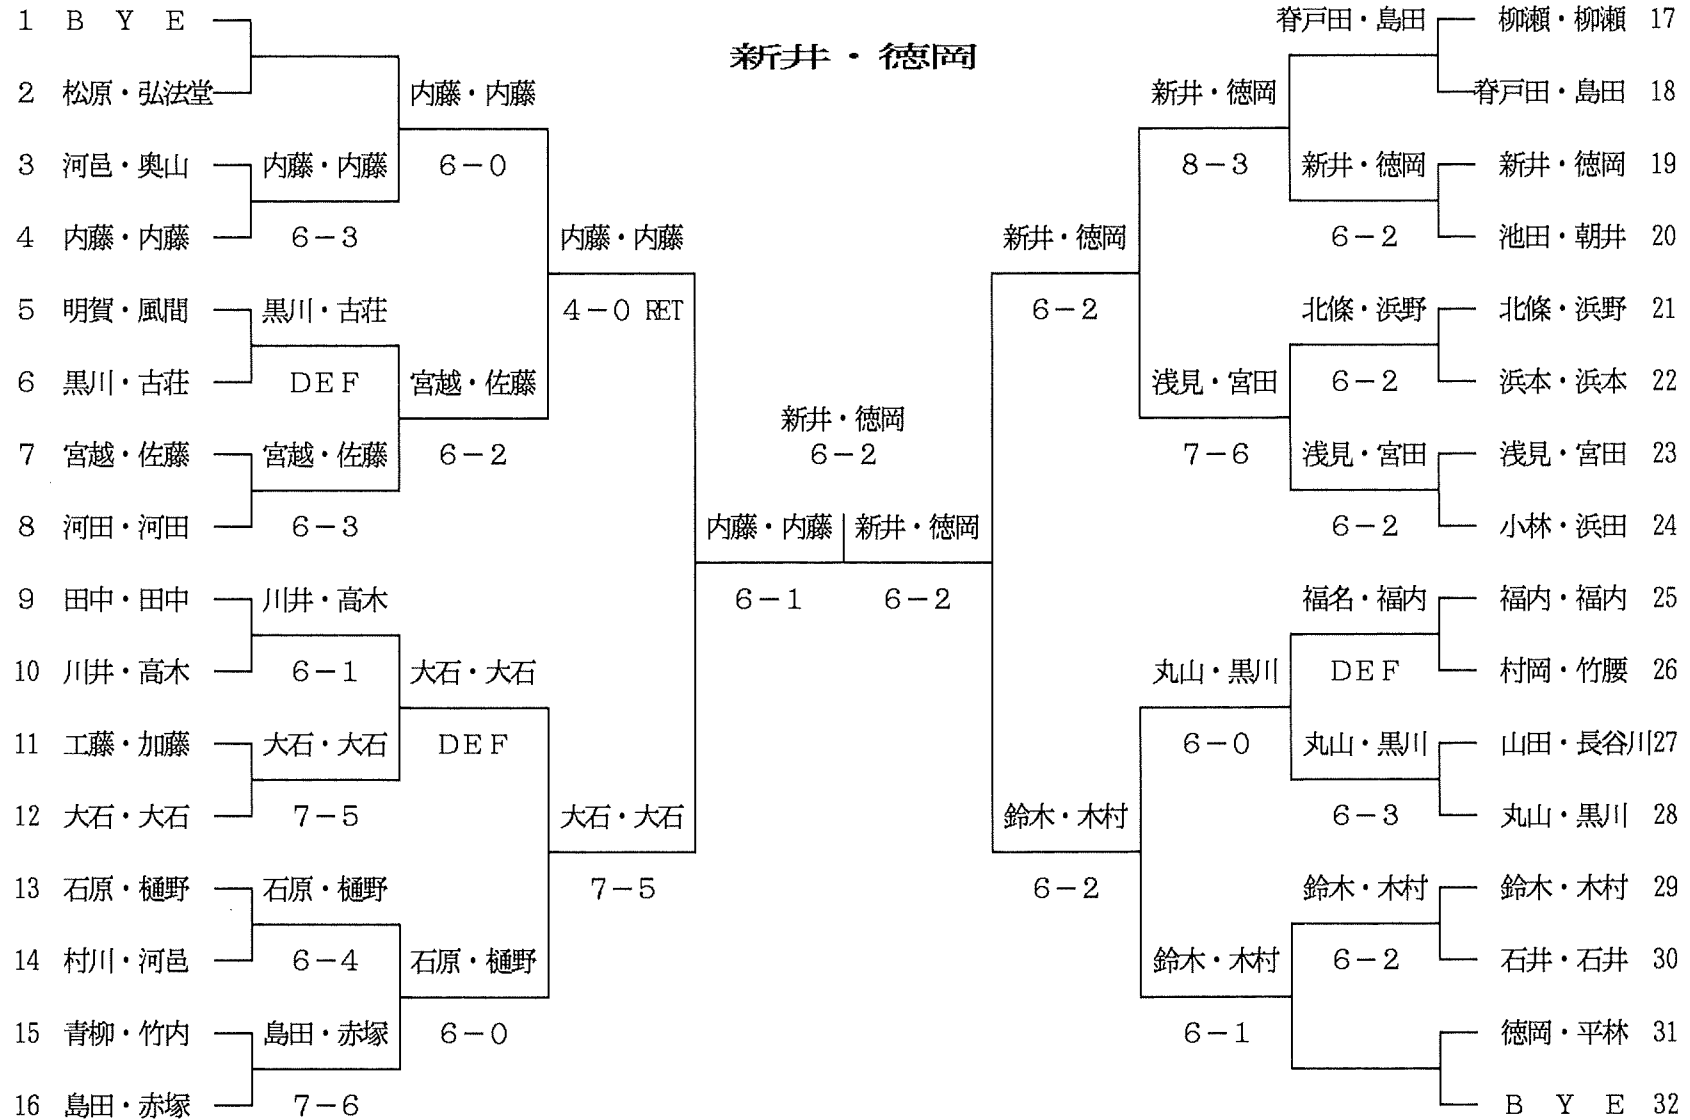 新井・徳岡
1 B Y E
2 松原・弘法堂
3 河邑・奥山
4 内藤・内藤
5 明賀・風間
6 黒川・古荘
7 宮越・佐藤
8 河田・河田
9 田中・田中
10 川井・高木
11 工藤・加藤
12 大石・大石
13 石原・樋野
14 村川・河邑
15 青柳・竹内
16 島田・赤塚
内藤・内藤
6-3
黒川・古荘
DEF
宮越・佐藤
6-3
川井・高木
6-1
大石・大石
7-5
石原・樋野
6-4
島田・赤塚
7-6
内藤・内藤
6-0
宮越・佐藤
6-2
大石・大石
DEF
石原・樋野
6-0
内藤・内藤
4-0 RET
大石・大石
7-5
新井・徳岡
6-2
内藤・内藤
6-1
新井・徳岡
6-2
新井・徳岡
6-2
鈴木・木村
6-2
新井・徳岡
8-3
浅見・宮田
7-6
丸山・黒川
6-0
鈴木・木村
6-1
脊戸田・島田
新井・徳岡
6-2
北條・浜野
6-2
浅見・宮田
6-2
福名・福内
DEF
丸山・黒川
6-3
鈴木・木村
6-2
柳瀬・柳瀬 17
脊戸田・島田 18
新井・徳岡 19
池田・朝井 20
北條・浜野 21
浜本・浜本 22
浅見・宮田 23
小林・浜田 24
福内・福内 25
村岡・竹腰 26
山田・長谷川27
丸山・黒川 28
鈴木・木村 29
石井・石井 30
徳岡・平林 31
B Y E 32